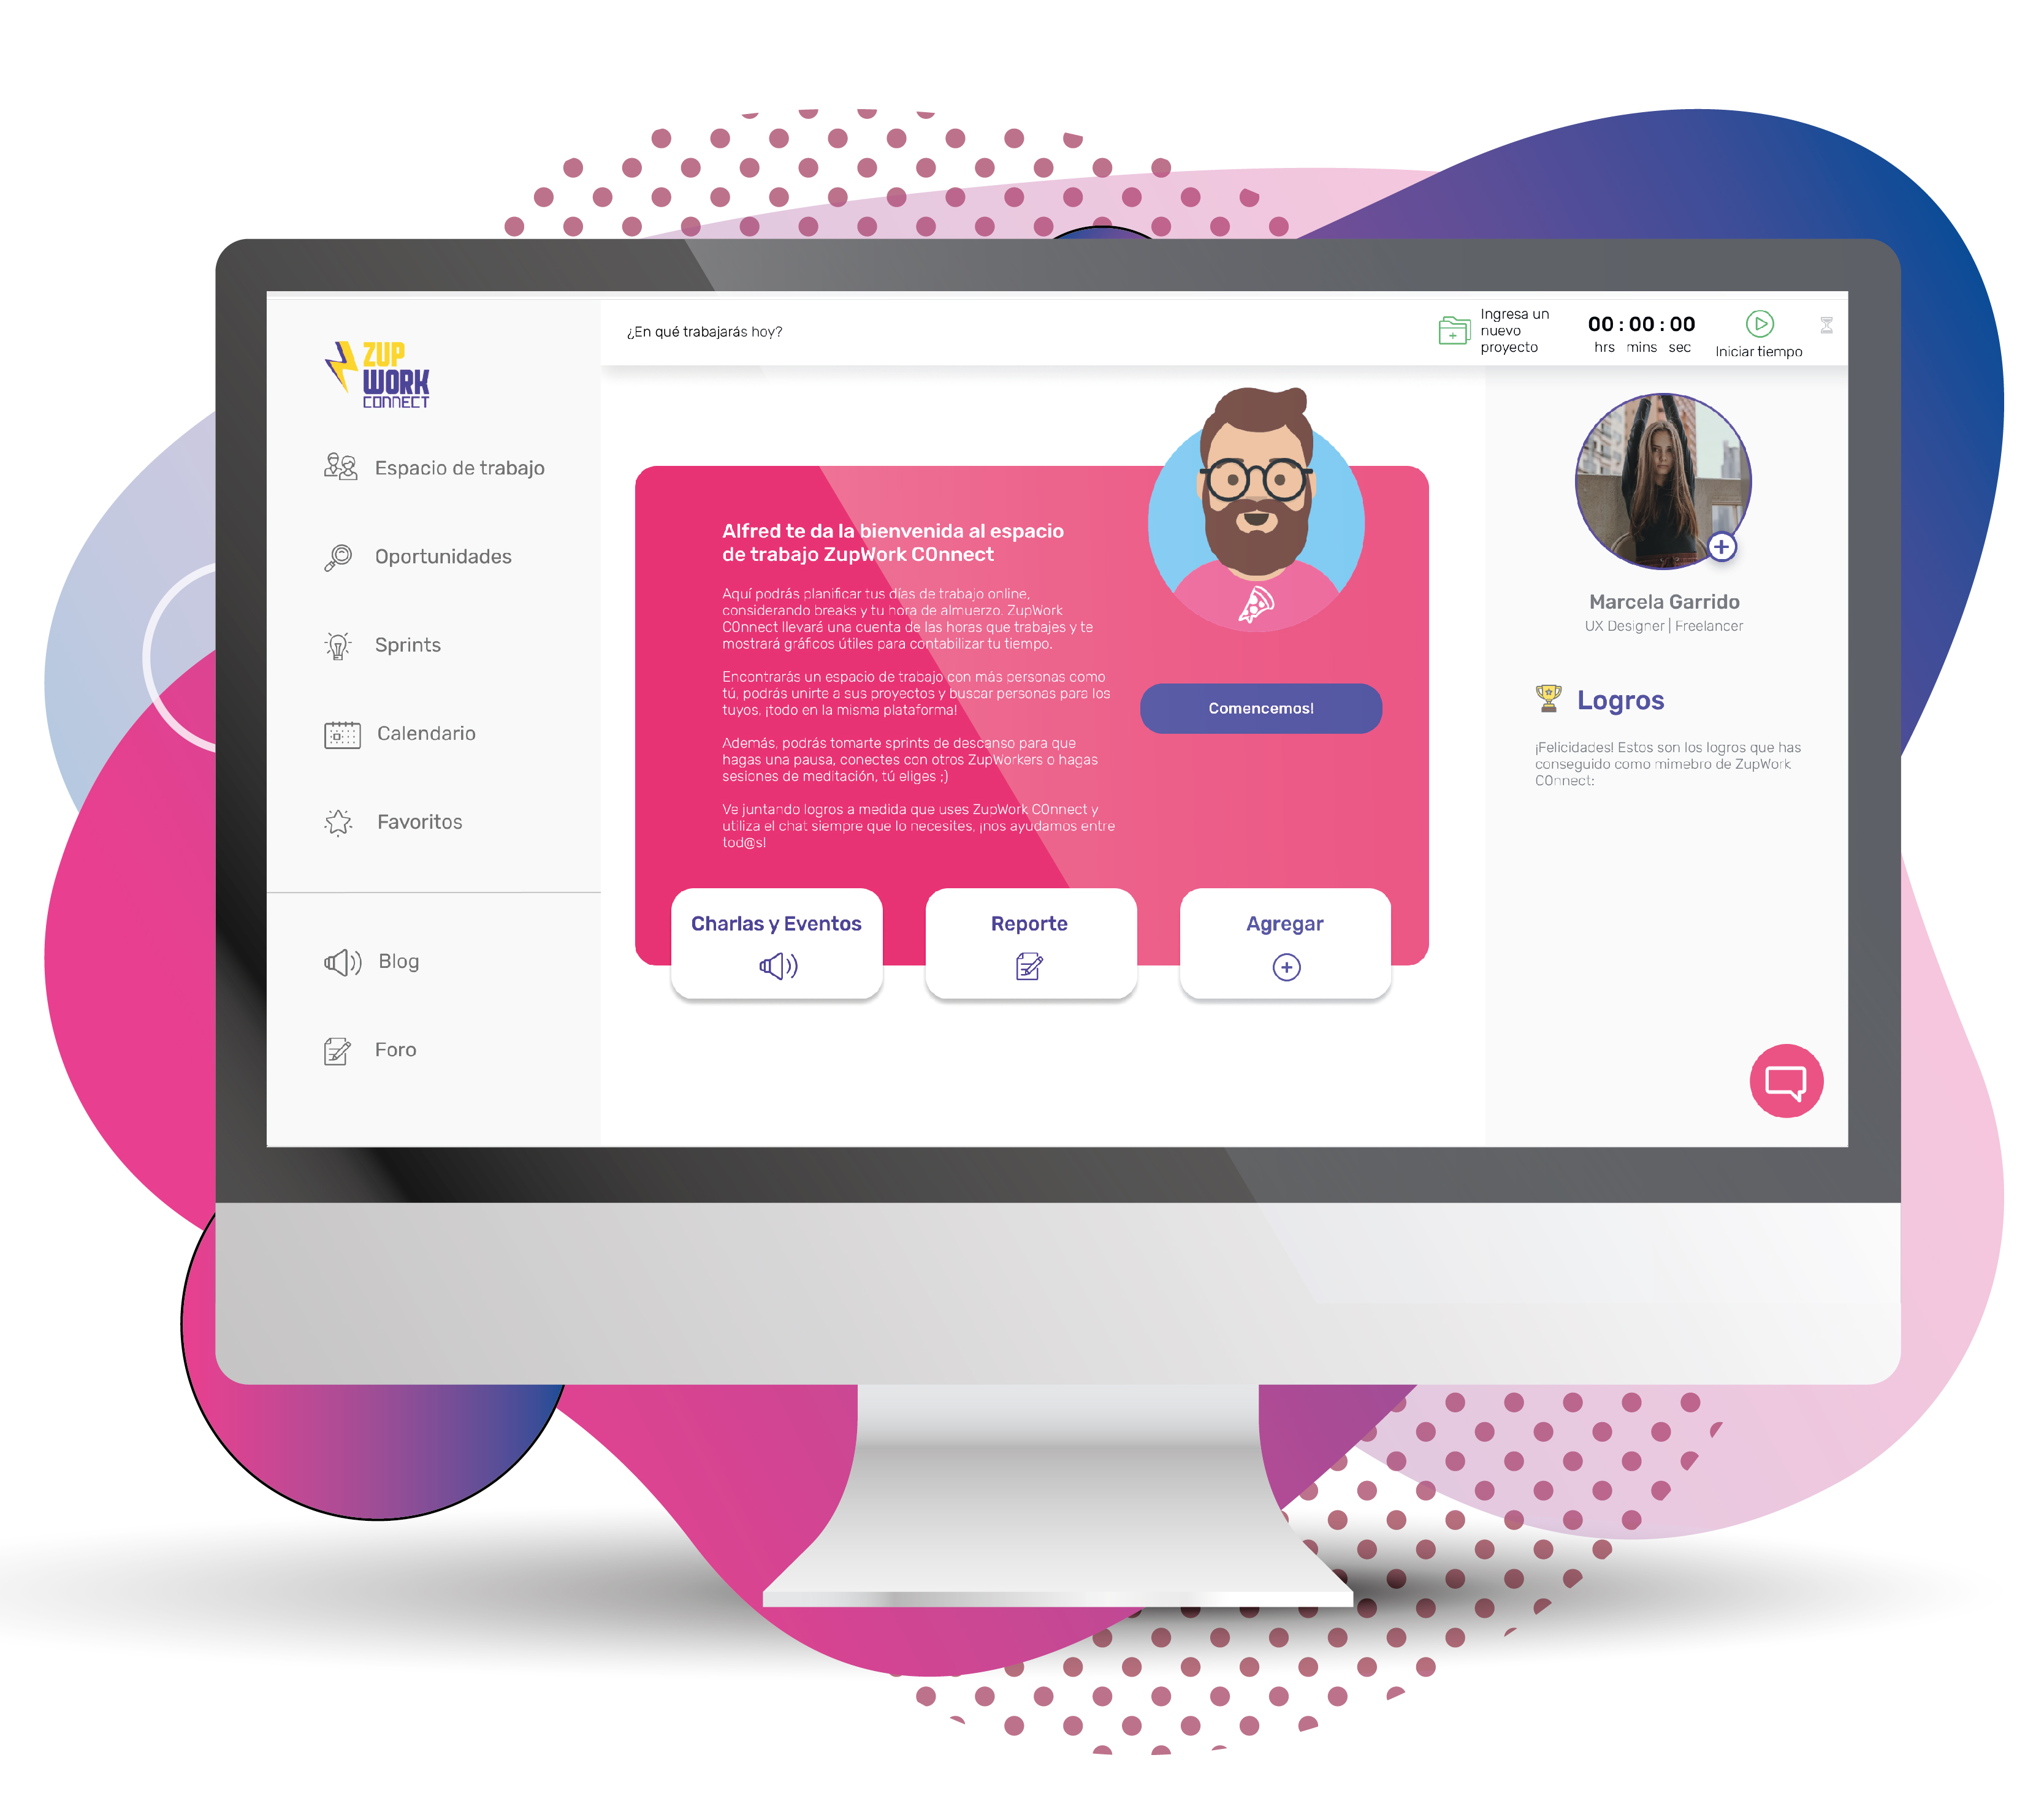 ZUP
WORK
CONNECT
Espacio de trabajo
Oportunidades
Sprints
Calendario
Favoritos
Blog
Foro
¿En qué trabajarás hoy?
Ingresa un
nuevo
proyecto
00 : 00 : 00
hrs mins sec
Iniciar tiempo
Alfred te da la bienvenida al espacio
de trabajo ZupWork C0nnect
Aquí podrás planificar tus días de trabajo online,
considerando breaks y tu hora de almuerzo. ZupWork
C0nnect llevará una cuenta de las horas que trabajes y te
mostrará gráficos útiles para contabilizar tu tiempo.
Encontrarás un espacio de trabajo con más personas como
tú, podrás unirte a sus proyectos y buscar personas para los
tuyos, ¡todo en la misma plataforma!
Además, podrás tomarte sprints de descanso para que
hagas una pausa, conectes con otros ZupWorkers o hagas
sesiones de meditación, tú eliges ;)
Ve juntando logros a medida que uses ZupWork C0nnect y
utiliza el chat siempre que lo necesites, ¡nos ayudamos entre
tod@s!
Comencemos!
Charlas y Eventos
Reporte
Agregar
Marcela Garrido
UX Designer | Freelancer
Logros
¡Felicidades! Estos son los logros que has
conseguido como mimebro de ZupWork
C0nnect: